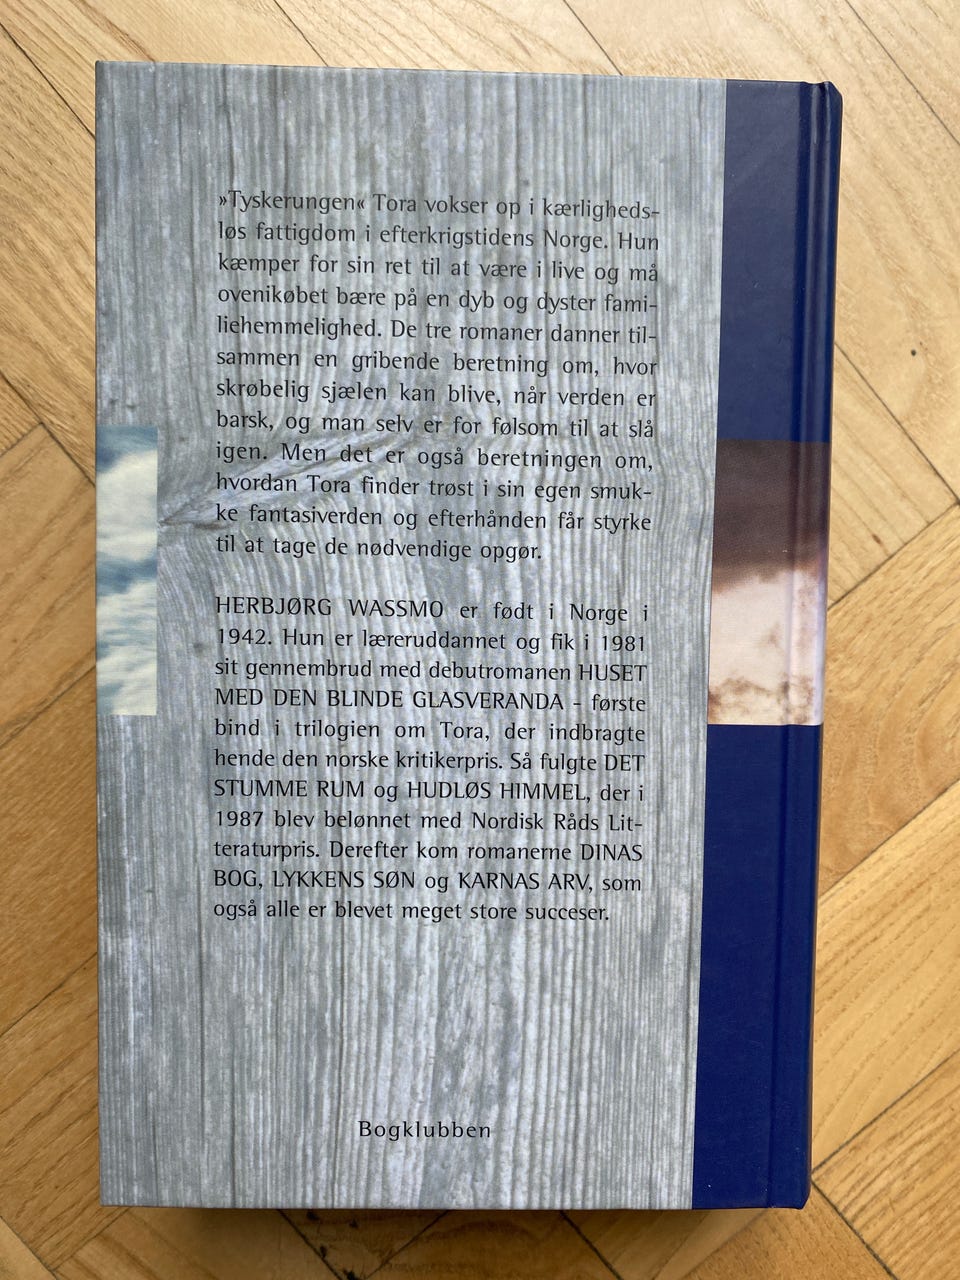 »Tyskerungen« Tora vokser op i kærligheds-
løs fattigdom i efterkrigstidens Norge. Hun
kæmper for sin ret til at være i live og må
ovenikøbet bære på en dyb og dyster fami-
liehemmelighed. De tre romaner danner til-
sammen en gribende beretning om, hvor
skrøbelig sjælen kan blive, når verden er
barsk, og man selv er for følsom til at slå
igen. Men det er også beretningen om,
hvordan Tora finder trøst i sin egen smuk-
ke fantasiverden og efterhånden får styrke
til at tage de nødvendige opgør.
HERBJØRG WASSMO er født i Norge i
1942. Hun er læreruddannet og fik i 1981
sit gennembrud med debutromanen HUSET
MED DEN BLINDE GLASVERANDA - første
bind i trilogien om Tora, der indbragte
hende den norske kritikerpris. Så fulgte DET
STUMME RUM og HUDLØS HIMMEL, der i
1987 blev belønnet med Nordisk Råds Lit-
teraturpris. Derefter kom romanerne DINAS
BOG, LYKKENS SØN og KARNAS ARV, som
også alle er blevet meget store succeser.
Bogklubben